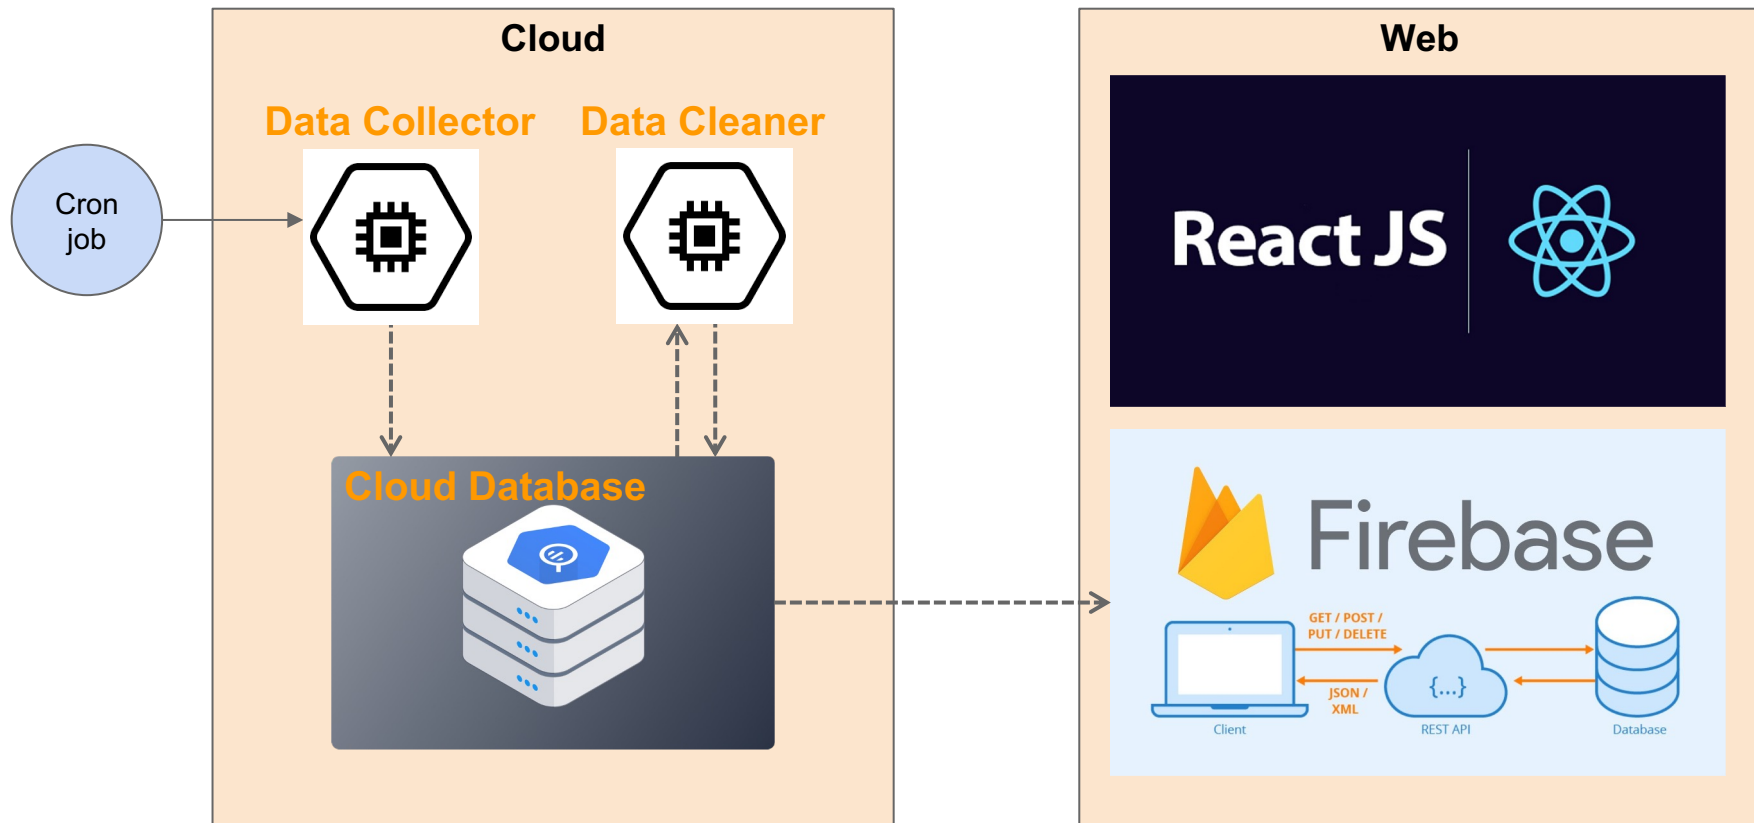 Cloud
Data Collector
Data Cleaner
Cron
job
Cloud Database
Web
React JS
Firebase
GET / POST /
PUT / DELETE
{...}
JSON /
XML
Client
REST API
Database